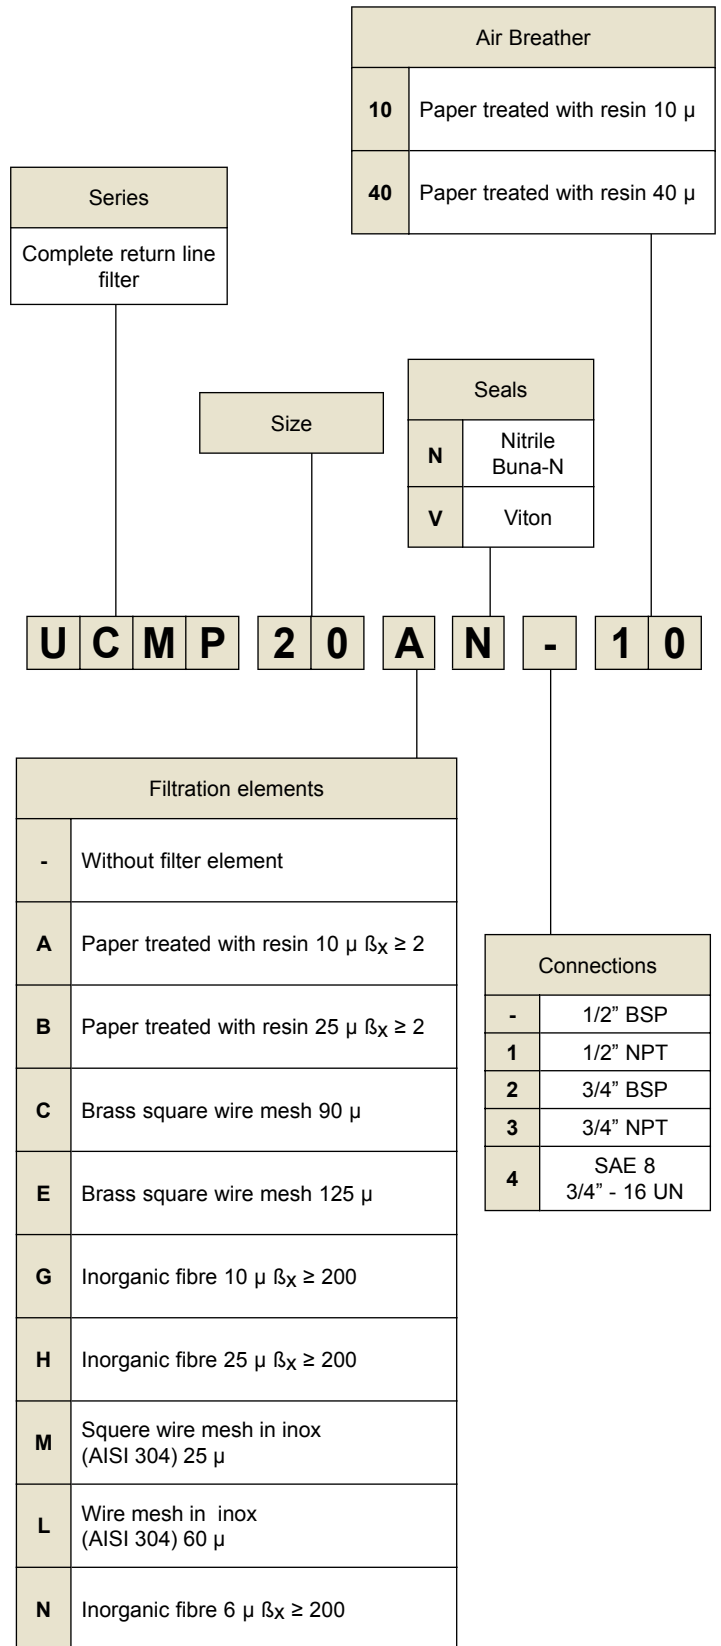 Air Breather
10 Paper treated with resin 10 µ
40 Paper treated with resin 40 µ
Series
Complete return line
filter
Size
Seals
N Nitrile
Buna-N
V Viton
U C M P 2 0 A N - 1 0
Filtration elements
- Without filter element
A Paper treated with resin 10 µ ßx ≥ 2
B Paper treated with resin 25 µ ßx ≥ 2
C Brass square wire mesh 90 µ
E Brass square wire mesh 125 µ
G Inorganic fibre 10 µ ßx ≥ 200
H Inorganic fibre 25 µ ßx ≥ 200
M Squere wire mesh in inox
(AISI 304) 25 µ
L Wire mesh in inox
(AISI 304) 60 µ
N Inorganic fibre 6 µ ßx ≥ 200
Connections
- 1/2” BSP
1 1/2” NPT
2 3/4” BSP
3 3/4” NPT
4 SAE 8
3/4” - 16 UN